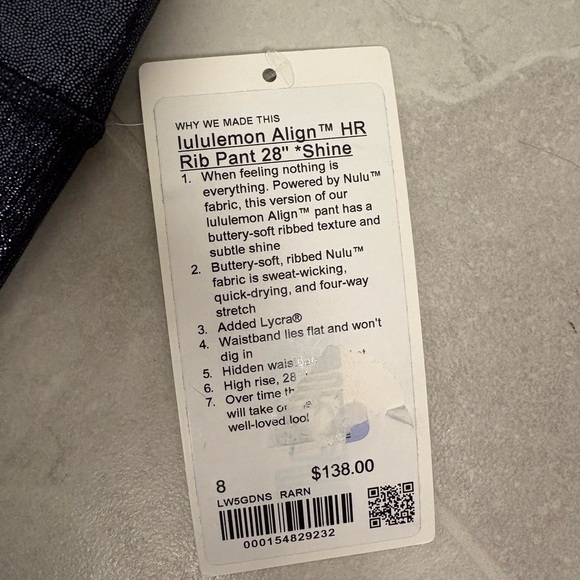 WHY WE MADE THIS
lululemon Align™ HR
Rib Pant 28" *Shine
1. When feeling nothing is
everything. Powered by Nulu™
fabric, this version of our
lululemon Align™ pant has a
buttery-soft ribbed texture and
subtle shine
2. Buttery-soft, ribbed Nulu™
fabric is sweat-wicking,
quick-drying, and four-way
stretch
3. Added Lycra®
4. Waistband lies flat and won't
dig in
5. Hidden
6. High rise, 28
7. Over time
will take
well-loved
8 $138.00
LW5GDNS RARN
000154829232